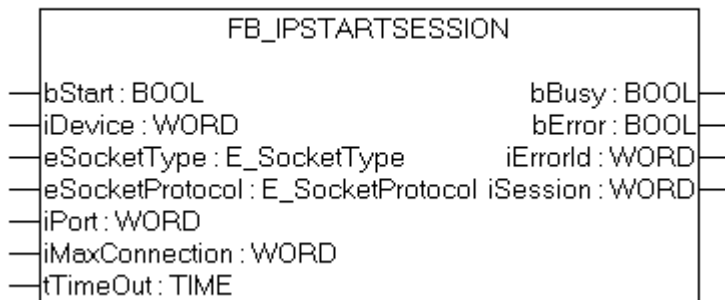 FB_IPSTARTSESSION
bStart : BOOL bBusy : BOOL
iDevice : WORD bError : BOOL
eSocketType : E_SocketType iErrorId : WORD
eSocketProtocol : E_SocketProtocol iSession : WORD
iPort : WORD
iMaxConnection : WORD
tTimeOut : TIME